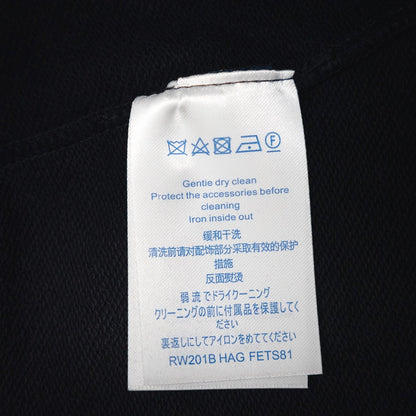 F
Gentie dry clean
Protect the accessories before
cleaning
Iron inside out
缓和干洗
清洗前请对配饰部分采取有效的保护
措施
反面熨烫
弱 流 でドライクーニング
クリーニングの前に付属品を保護してく
ださい
裏返しにしてアイロンをめててください
RW201B HAG FETS81